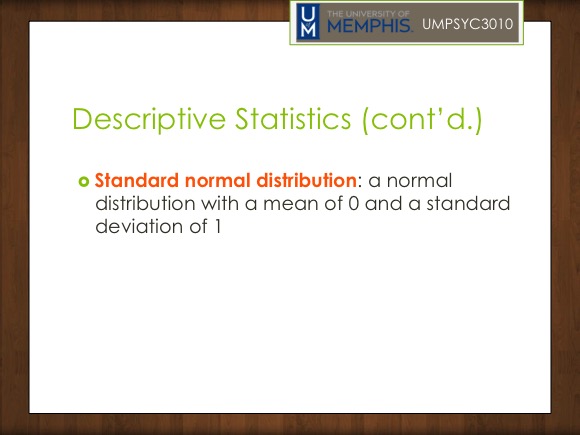 UM
THE UNIVERSITY OF
MEMPHIS.
UMPSYC3010
Descriptive Statistics (cont’d.)
Standard normal distribution: a normal
distribution with a mean of 0 and a standard
deviation of 1